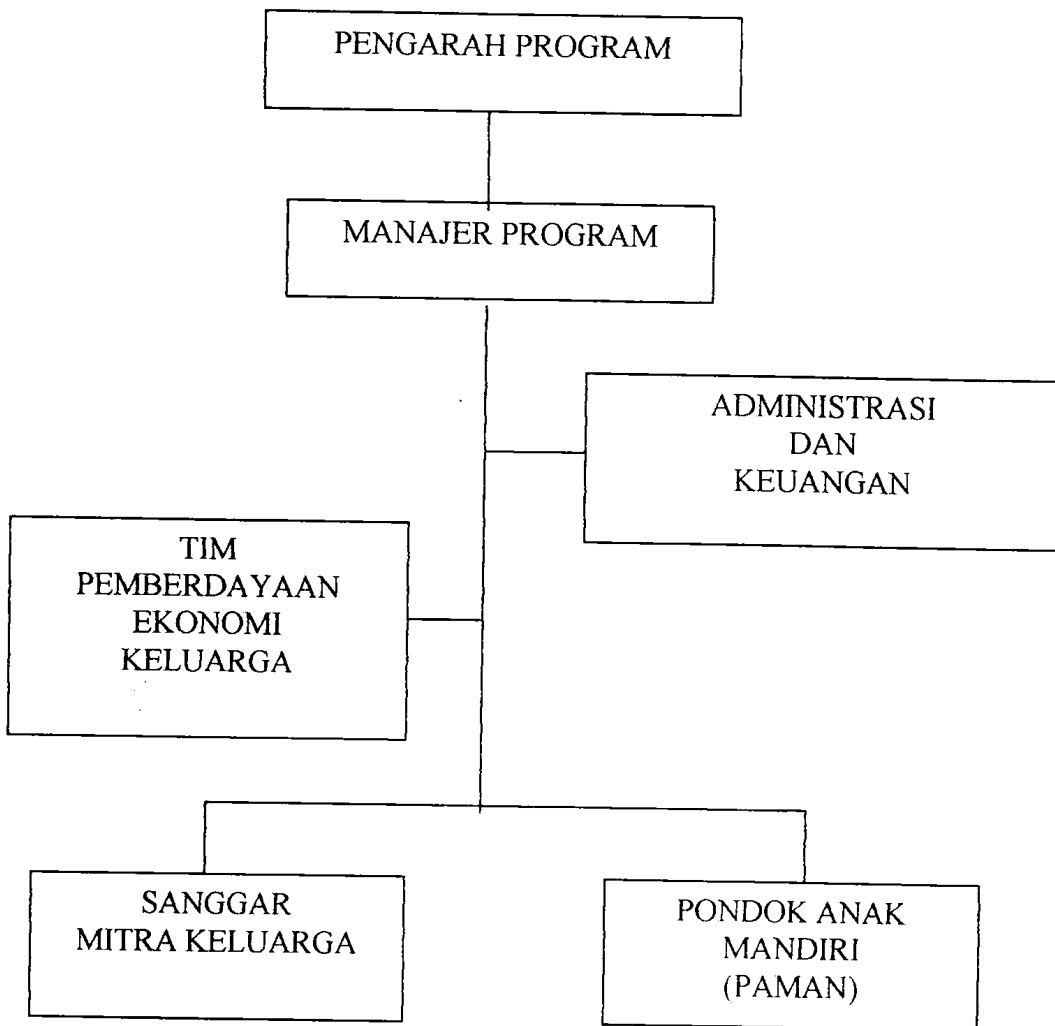 PENGARAH PROGRAM
MANAJER PROGRAM
ADMINISTRASI
DAN
KEUANGAN
TIM
PEMBERDAYAAN
EKONOMI
KELUARGA
SANGGAR
MITRA KELUARGA
PONDOK ANAK
MANDIRI
(PAMAN)